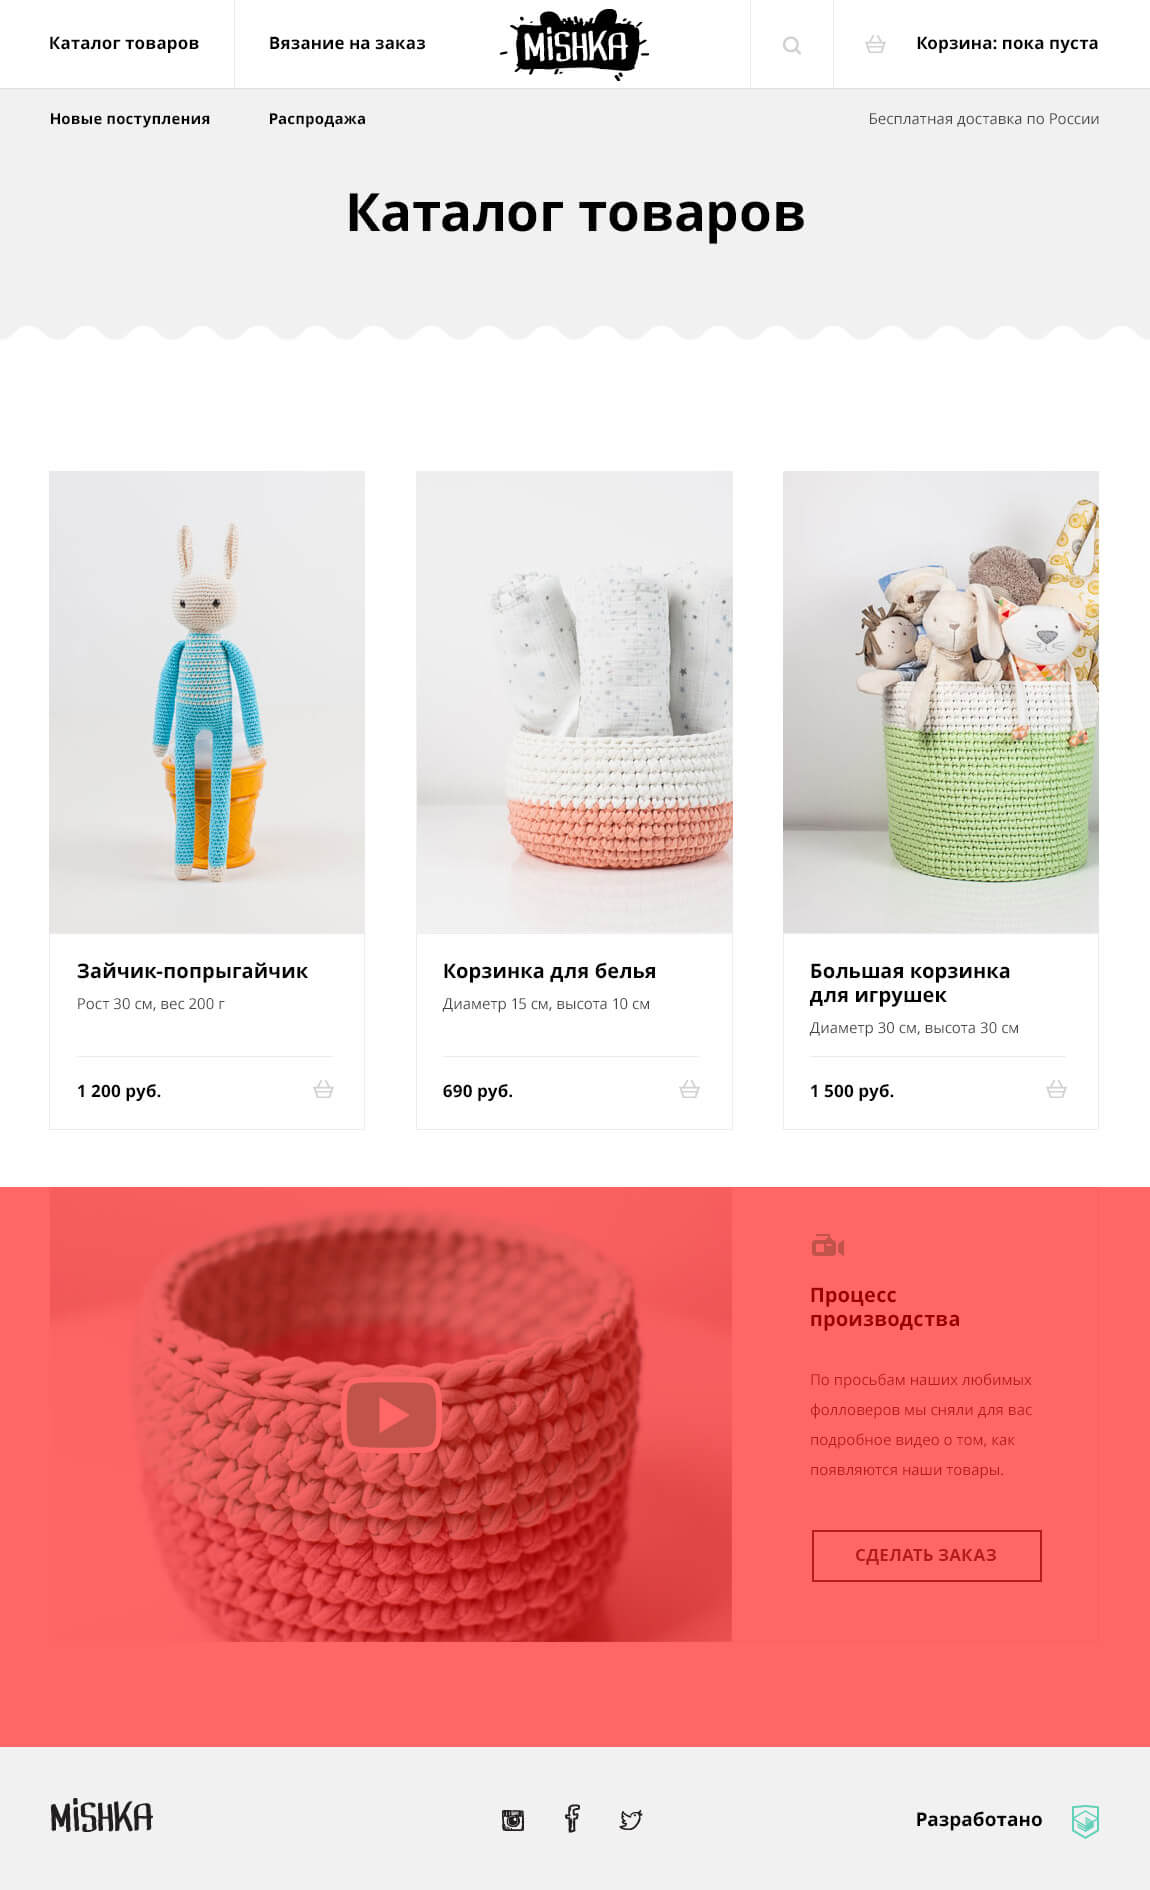 Каталог товаров
Вязание на заказ
MiSHKA
Корзина: пока пуста
Новые поступления
Распродажа
Бесплатная доставка по России
Каталог товаров
Зайчик-попрыгайчик
Рост 30 см, вес 200 г
1 200 руб.
Корзинка для белья
Диаметр 15 см, высота 10 см
690 руб.
Большая корзинка
для игрушек
Диаметр 30 см, высота 30 см
1 500 руб.
Процесс
производства
По просьбам наших любимых
фолловеров мы сняли для вас
подробное видео о том, как
появляются наши товары.
СДЕЛАТЬ ЗАКАЗ
MiSHKA
Разработано